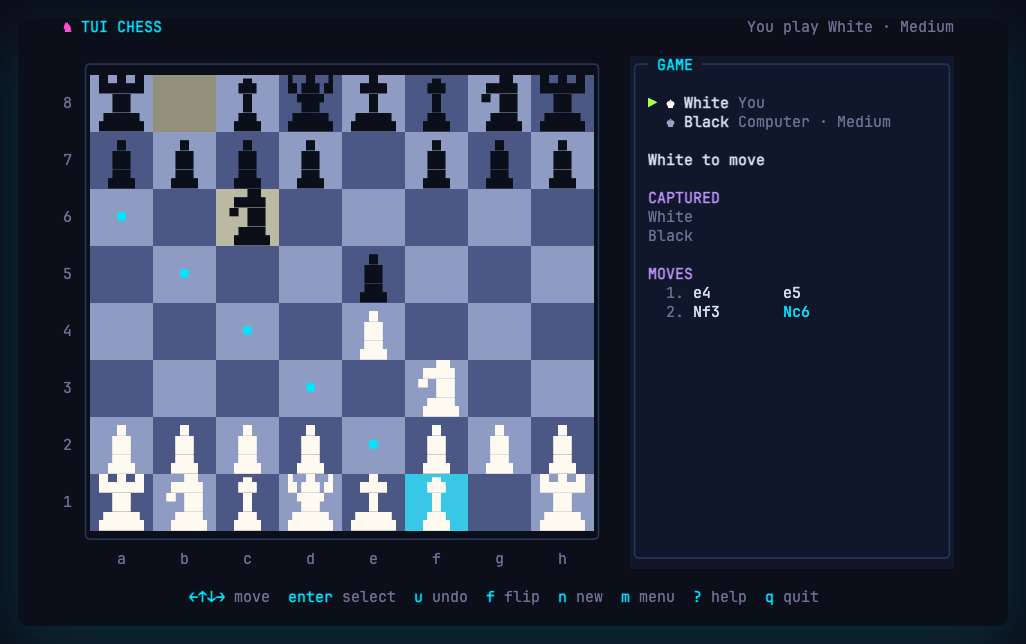 TUI CHESS
You play White · Medium
GAME
8
7
6
5
4
3
2
1
a b c d e f g h
▶ White You
Black Computer · Medium
White to move
CAPTURED
White
Black
MOVES
1. e4 e5
2. Nf3 Nc6
←↑↓→ move enter select u undo f flip n new m menu ? help q quit